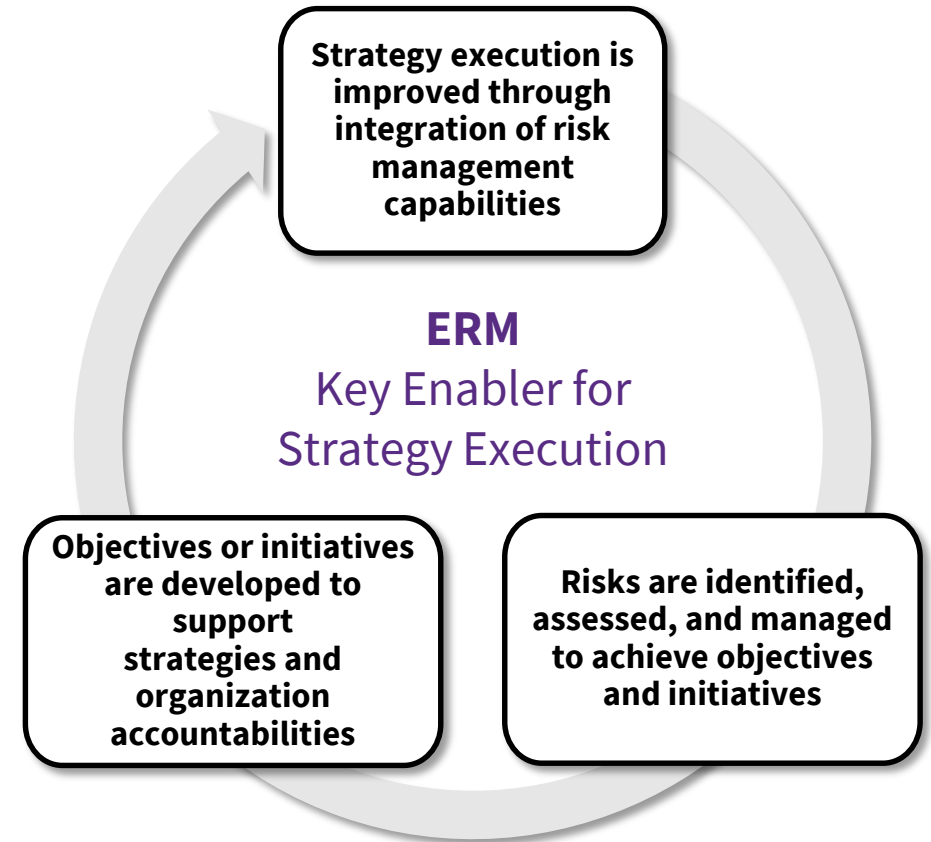 Strategy execution is
improved through
integration of risk
management
capabilities
ERM
Key Enabler for
Strategy Execution
Objectives or initiatives
are developed to
support
strategies and
organization
accountabilities
Risks are identified,
assessed, and managed
to achieve objectives
and initiatives